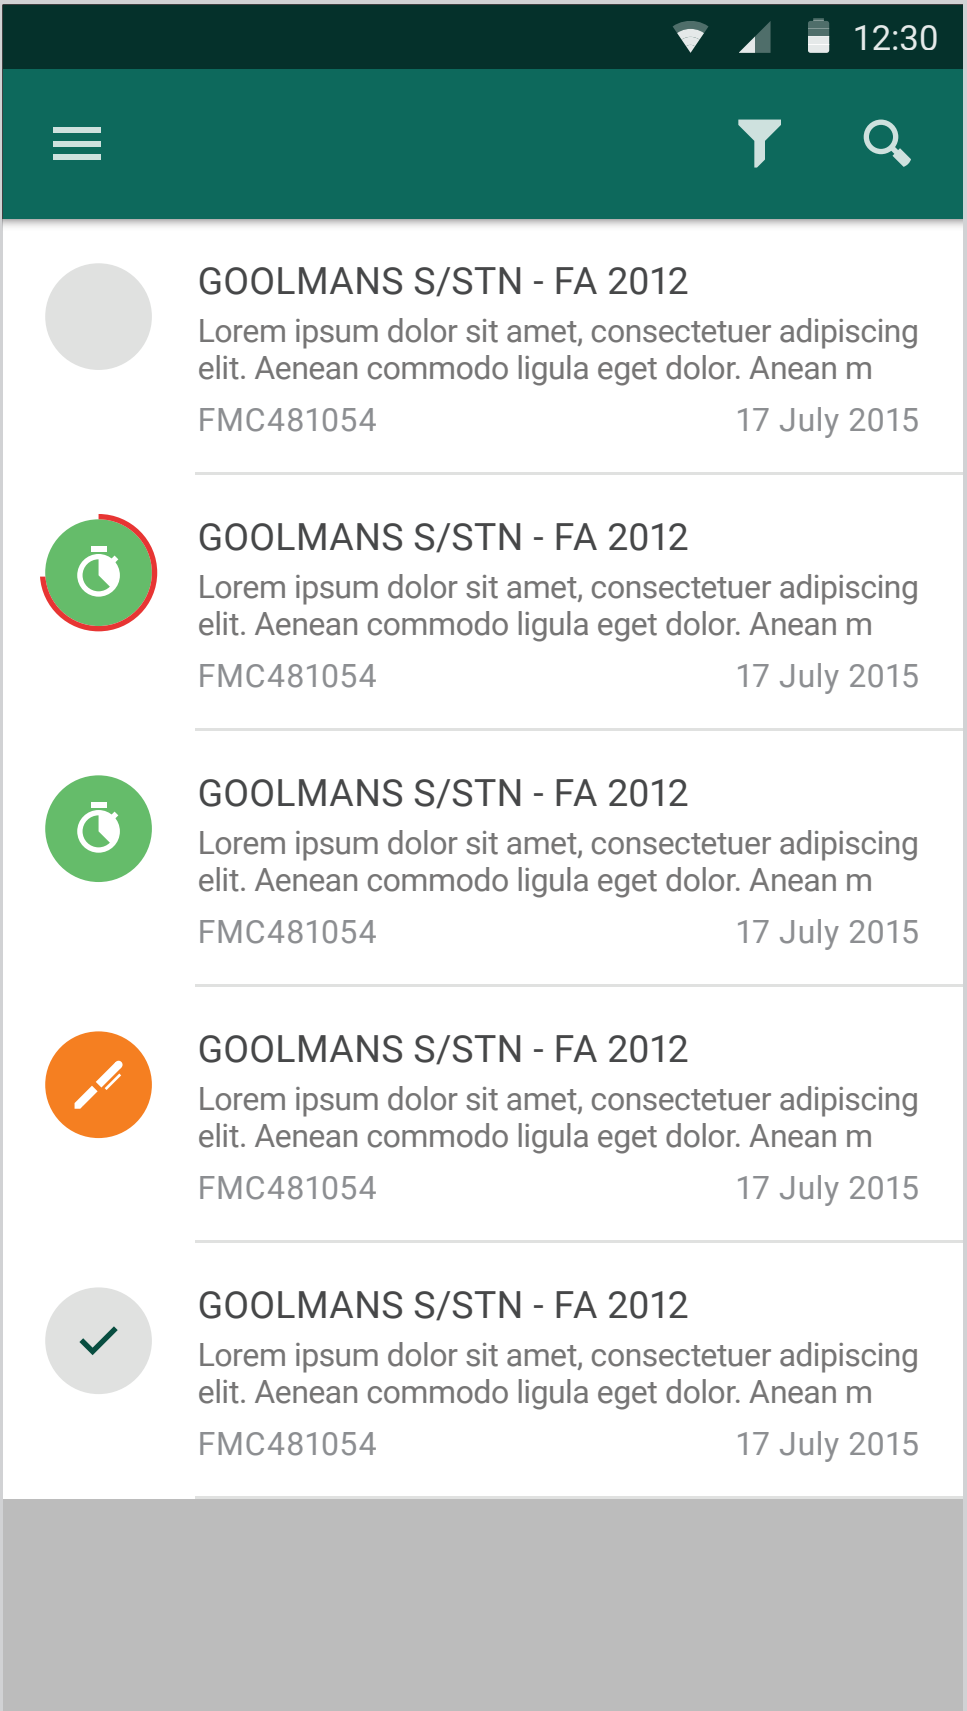 12:30
GOOLMANS S/STN - FA 2012
Lorem ipsum dolor sit amet, consectetuer adipiscing
elit. Aenean commodo ligula eget dolor. Anean m
FMC481054 17 July 2015
GOOLMANS S/STN - FA 2012
Lorem ipsum dolor sit amet, consectetuer adipiscing
elit. Aenean commodo ligula eget dolor. Anean m
FMC481054 17 July 2015
GOOLMANS S/STN - FA 2012
Lorem ipsum dolor sit amet, consectetuer adipiscing
elit. Aenean commodo ligula eget dolor. Anean m
FMC481054 17 July 2015
GOOLMANS S/STN - FA 2012
Lorem ipsum dolor sit amet, consectetuer adipiscing
elit. Aenean commodo ligula eget dolor. Anean m
FMC481054 17 July 2015
GOOLMANS S/STN - FA 2012
Lorem ipsum dolor sit amet, consectetuer adipiscing
elit. Aenean commodo ligula eget dolor. Anean m
FMC481054 17 July 2015